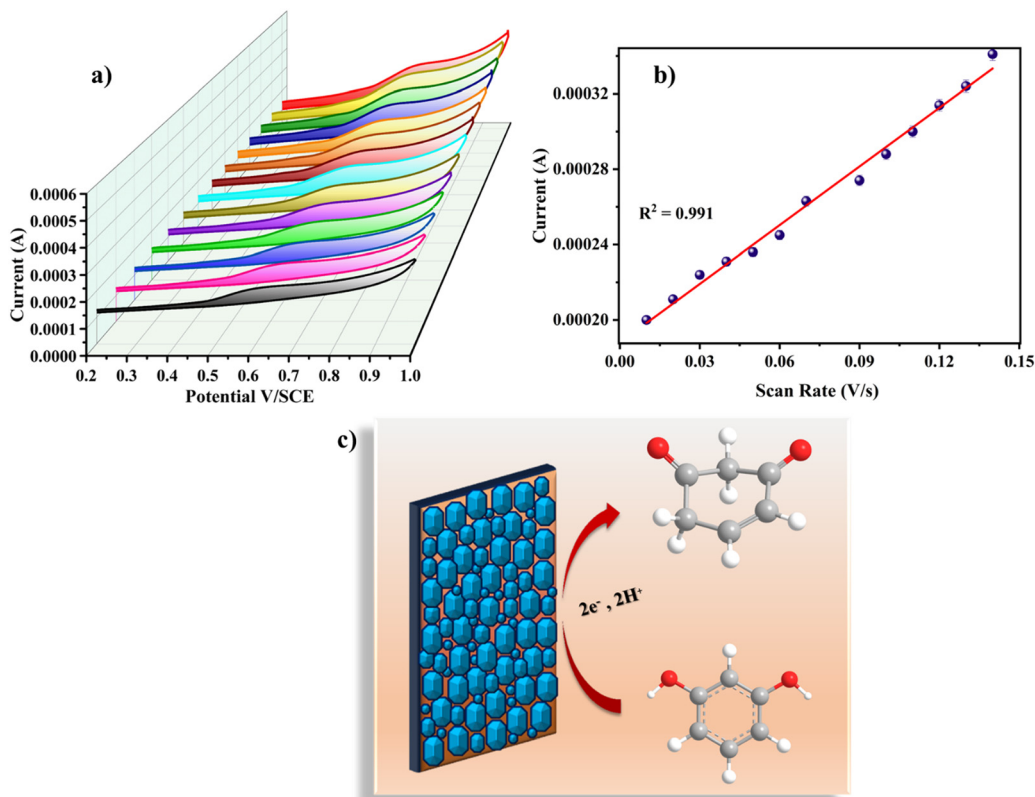 a)
0.0006
0.0005
0.0004
0.0003
0.0002
0.0001
0.0000
Current (A)
0.2 0.3 0.4 0.5 0.6 0.7 0.8 0.9 1.0
Potential V/SCE
b)
0.00032
0.00028
0.00024
0.00020
Current (A)
R² = 0.991
0.00 0.03 0.06 0.09 0.12 0.15
Scan Rate (V/s)
c)
2e⁻ , 2H⁺